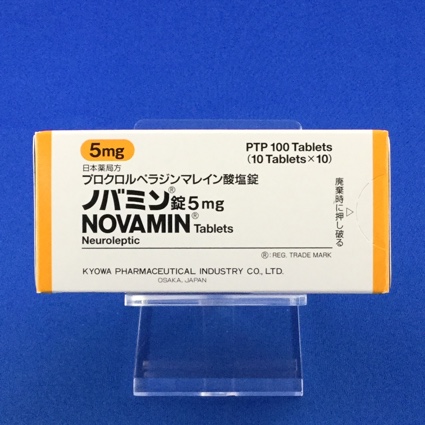 5mg
PTP 100 Tablets
(10 Tablets×10)
日本薬局方
プロクロルペラジンマレイン酸塩錠
ノバミン®錠5mg
NOVAMIN® Tablets
Neuroleptic
廃棄時に押し破る
®: REG. TRADE MARK
KYOWA PHARMACEUTICAL INDUSTRY CO., LTD.
OSAKA, JAPAN